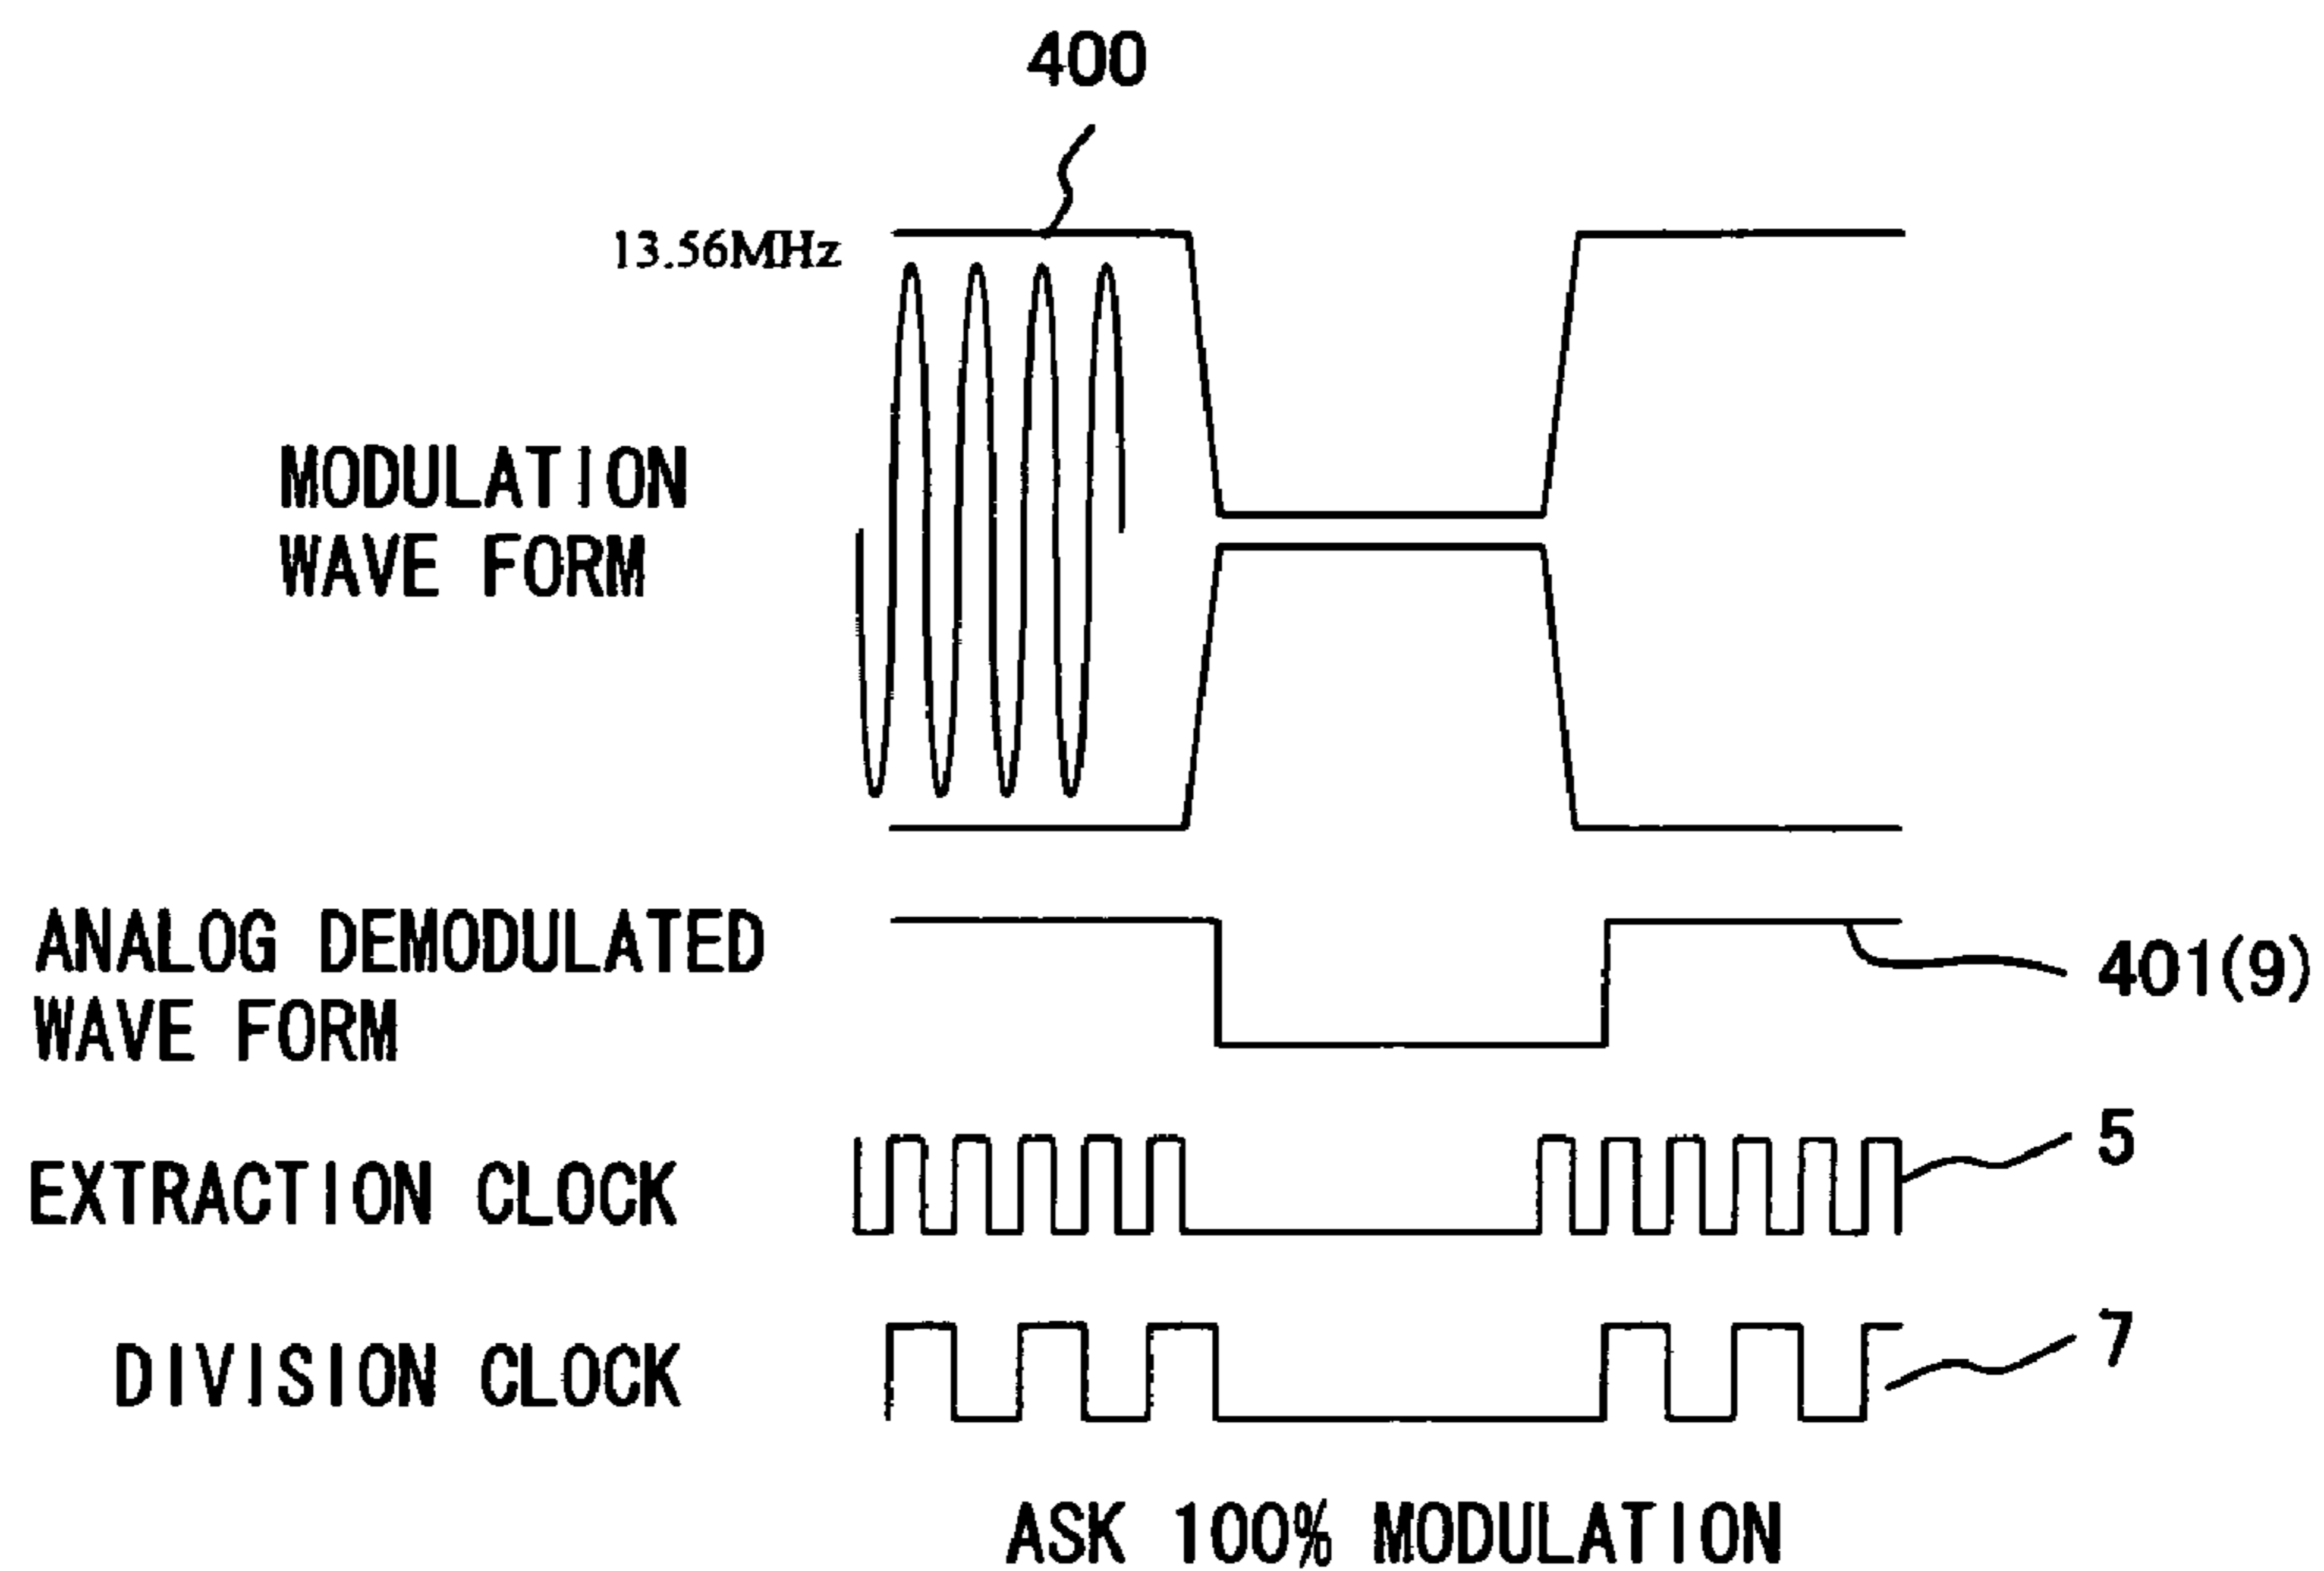 400
13.56MHz
MODULATION
WAVE FORM
ANALOG DEMODULATED
WAVE FORM
401(9)
EXTRACTION CLOCK
5
DIVISION CLOCK
7
ASK 100% MODULATION